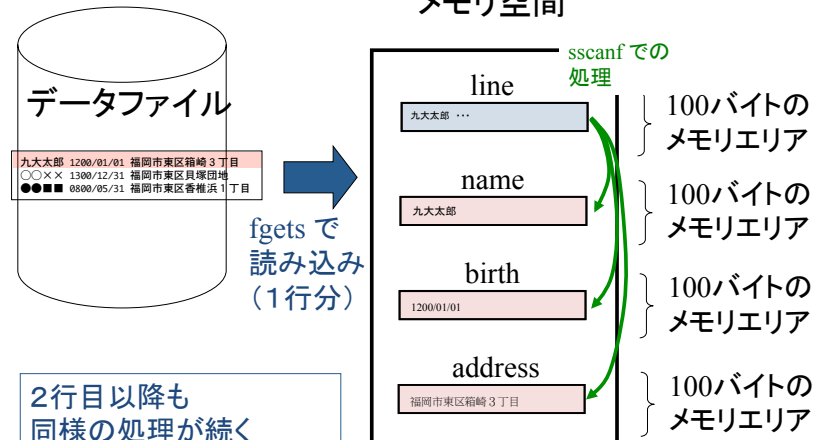 メモリ空間
データファイル
九大太郎 1200/01/01 福岡市東区箱崎３丁目
○○×× 1300/12/31 福岡市東区貝塚団地
●●■■ 0800/05/31 福岡市東区香椎浜１丁目
fgets で
読み込み
（１行分）
２行目以降も
同様の処理が続く
sscanf での
処理
line
九大太郎 ･･･
100バイトの
メモリエリア
name
九大太郎
100バイトの
メモリエリア
birth
1200/01/01
100バイトの
メモリエリア
address
福岡市東区箱崎３丁目
100バイトの
メモリエリア